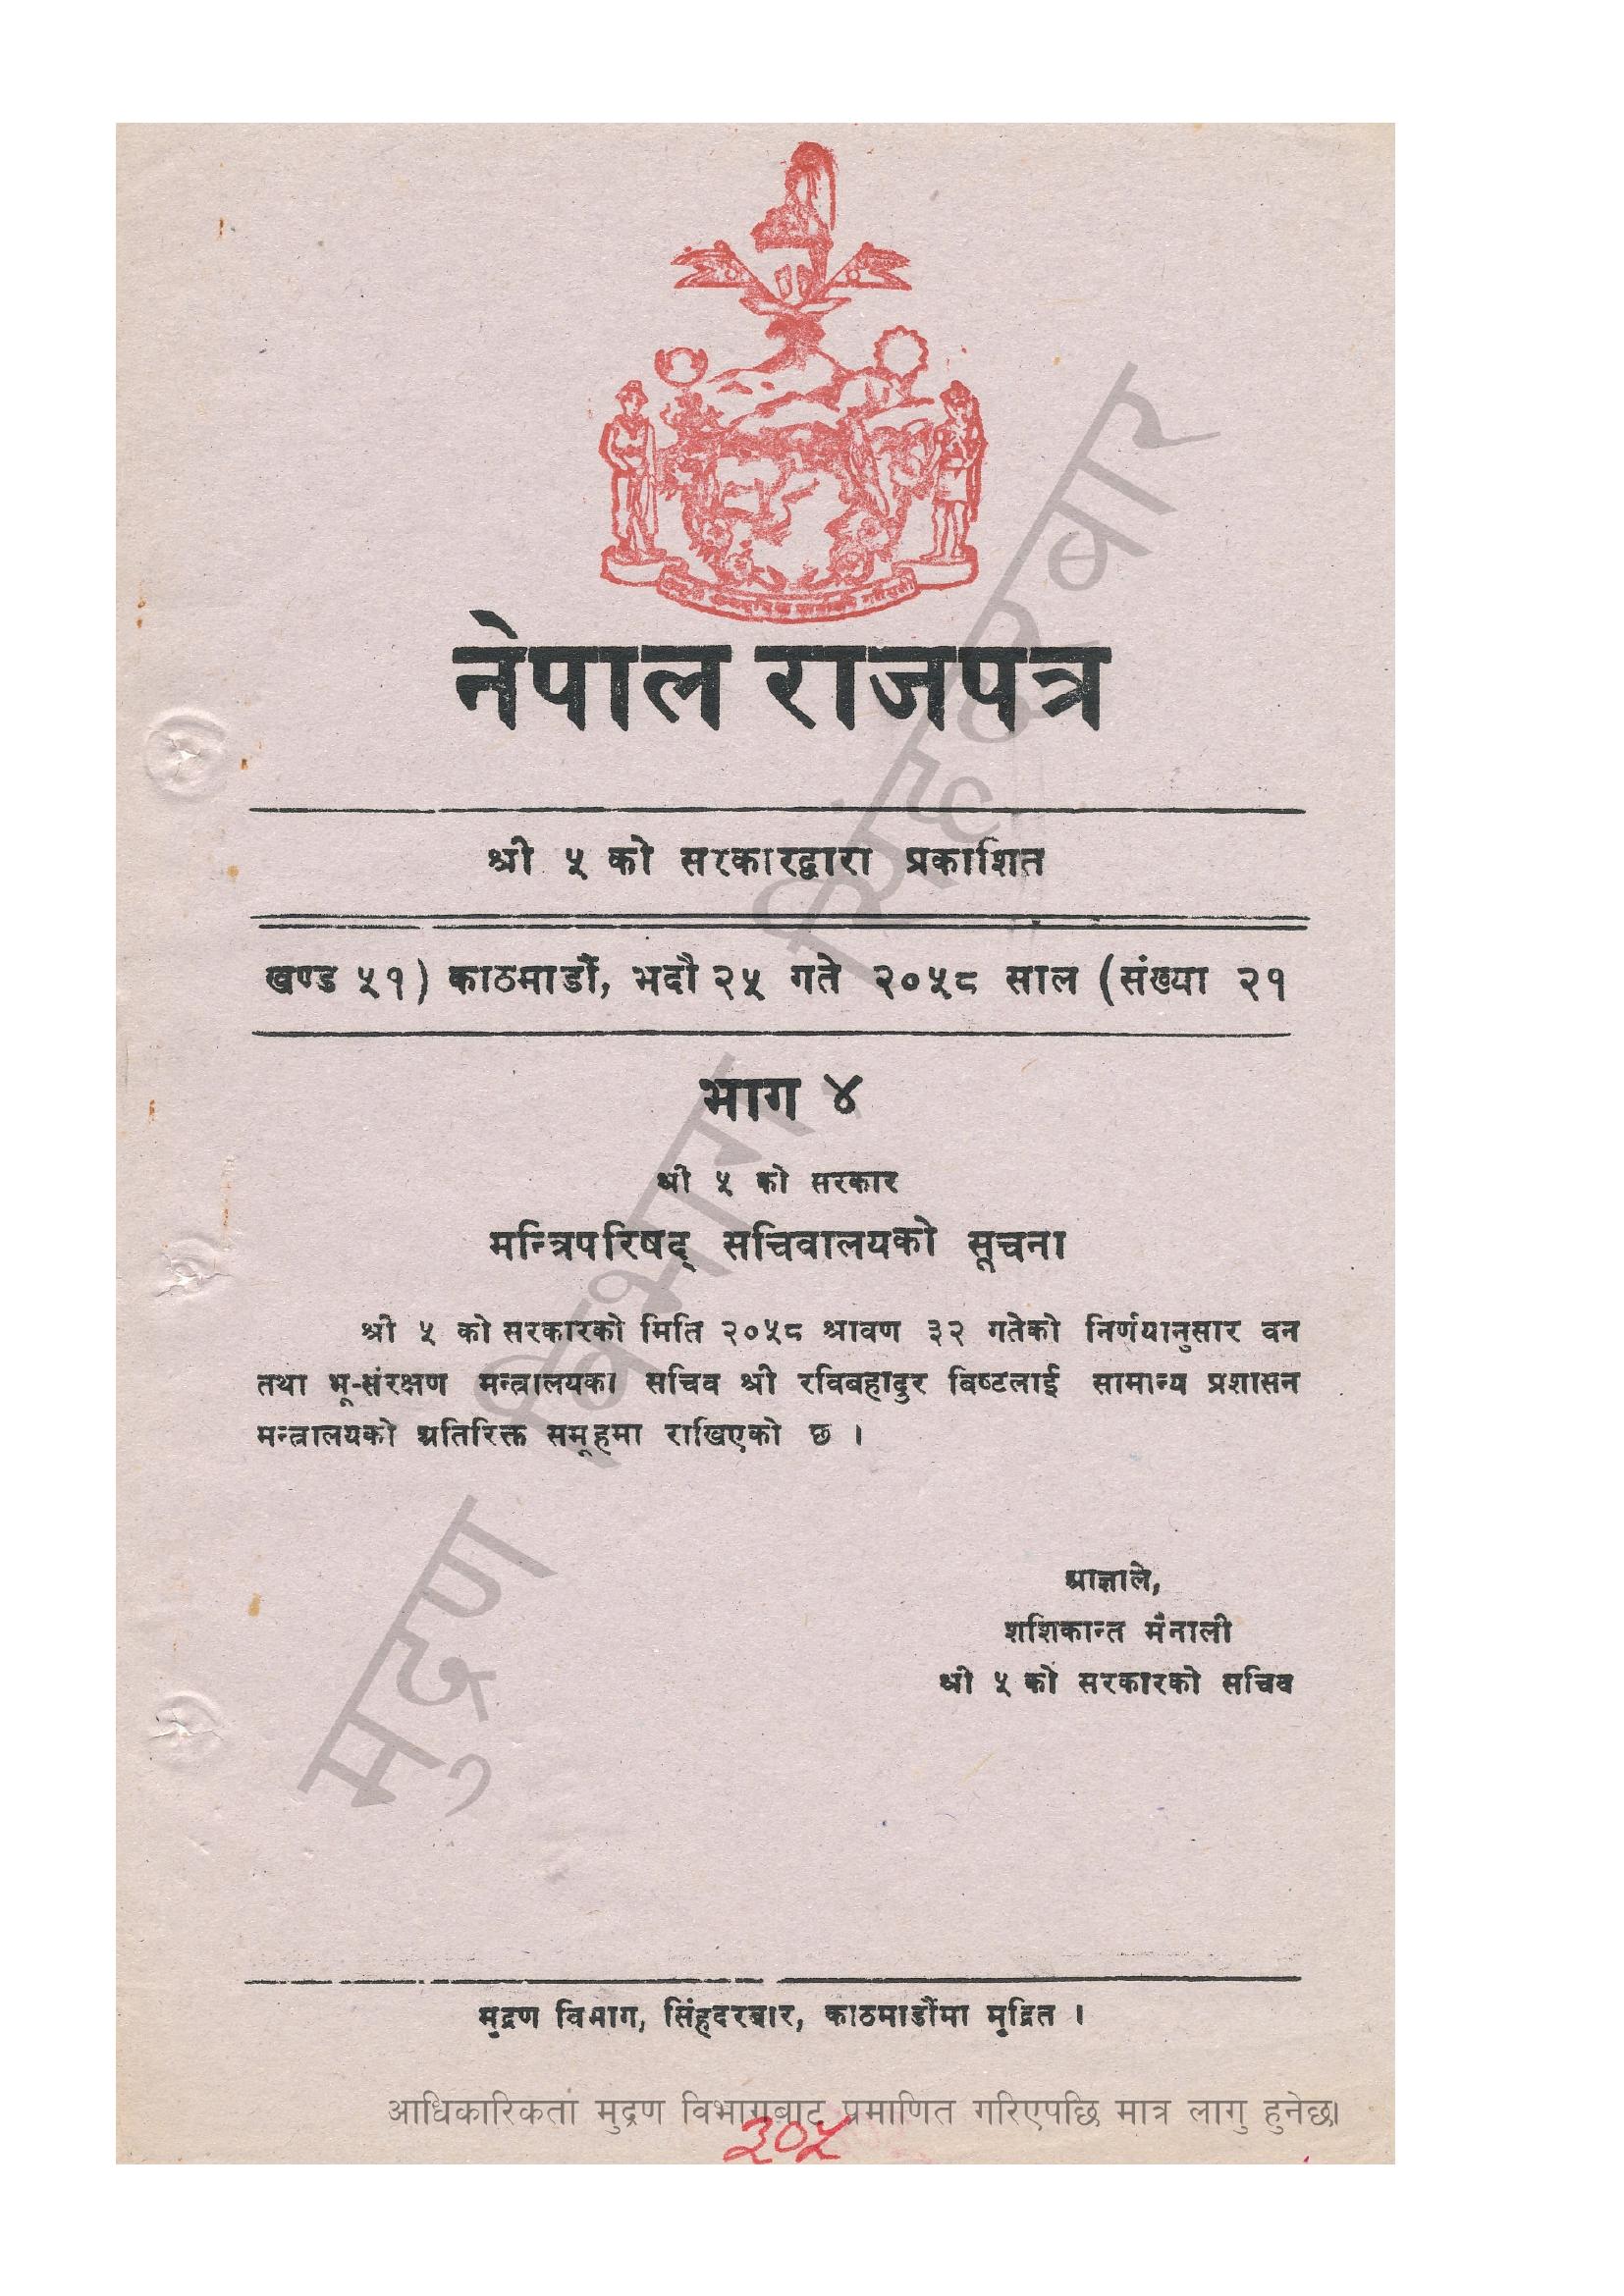 नेपाल राजपत्र
श्री ५ को सरकारद्वारा प्रकाशित
खण्ड ५१) काठमाडौं, भदौ २५ गते २०५८ साल (संख्या २१
भाग ४
श्री ५ को सरकार
मन्त्रिपरिषद् सचिवालयको सूचना
श्री ५ को सरकारको मिति २०५८ श्रावण ३२ गतेको निर्णयानुसार वन
तथा भू-संरक्षण मन्त्रालयका सचिव श्री रविबहादुर बिष्टलाई सामान्य प्रशासन
मन्त्रालयको अतिरिक्त समूहमा राखिएको छ ।
आज्ञाले,
शशिकान्त मैनाली
श्री ५ को सरकारको सचिव
मुद्रण विभाग, सिंहदरबार, काठमाडौंमा मुद्रित ।
आधिकारिकता मुद्रण विभागबाट प्रमाणित गरिएपछि मात्र लागु हुनेछ।
३०५
मुद्रण विभाग, सिंहदरबार